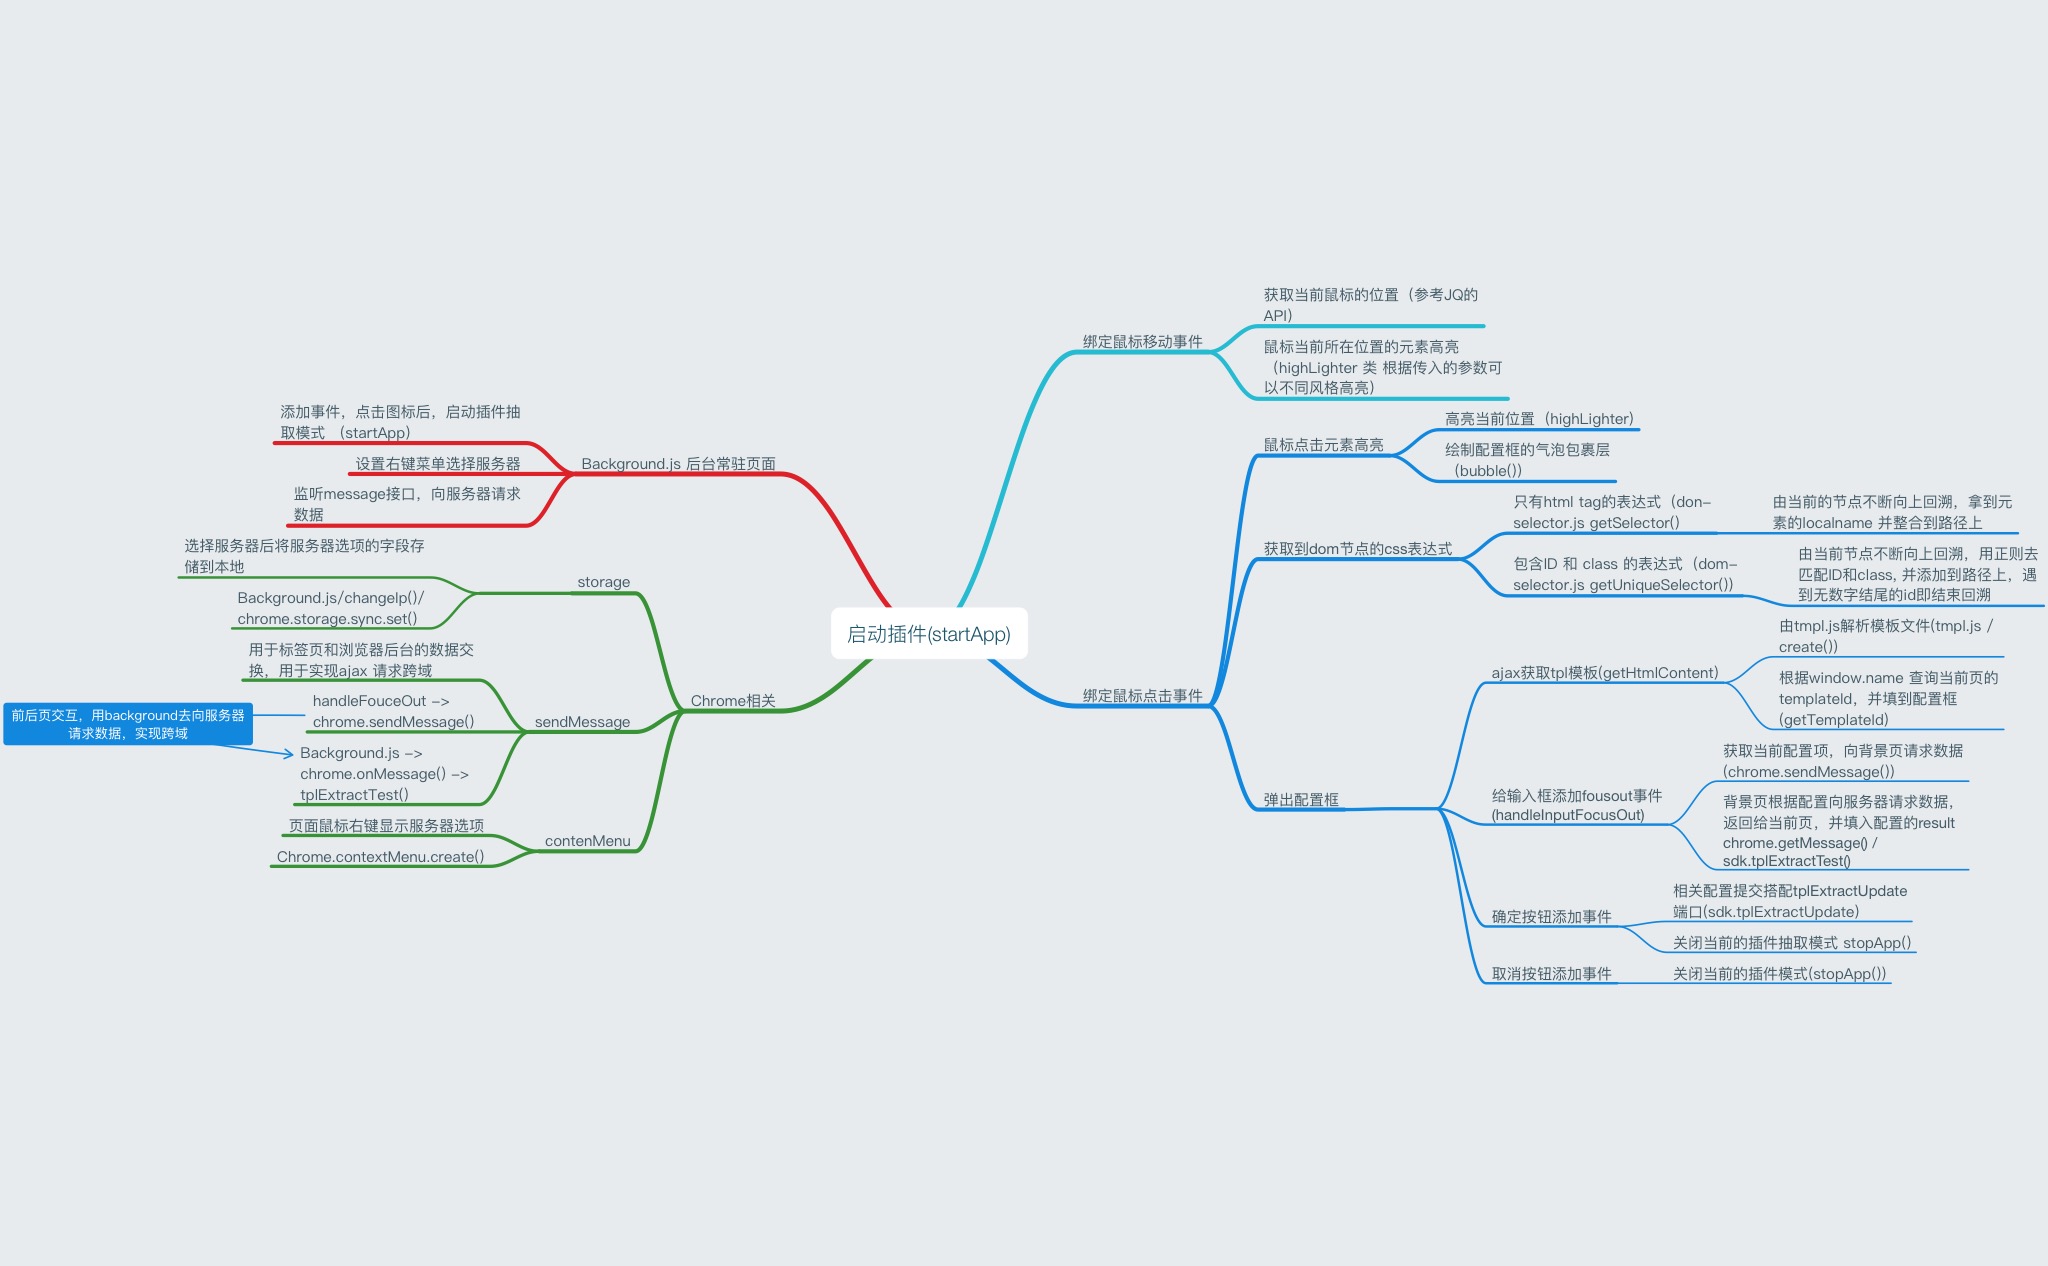 启动插件(startApp)
绑定鼠标移动事件
获取当前鼠标的位置（参考JQ的
API）
鼠标当前所在位置的元素高亮
（highLighter 类 根据传入的参数可
以不同风格高亮）
绑定鼠标点击事件
鼠标点击元素高亮
高亮当前位置（highLighter）
绘制配置框的气泡包裹层
（bubble()）
获取到dom节点的css表达式
只有html tag的表达式（don-
selector.js getSelector()
由当前的节点不断向上回溯，拿到元
素的localname 并整合到路径上
包含ID 和 class 的表达式（dom-
selector.js getUniqueSelector())
由当前节点不断向上回溯，用正则去
匹配ID和class, 并添加到路径上，遇
到无数字结尾的id即结束回溯
弹出配置框
ajax获取tpl模板(getHtmlContent)
由tmpl.js解析模板文件(tmpl.js /
create())
根据window.name 查询当前页的
templateId，并填到配置框
(getTemplateId)
给输入框添加fousout事件
(handleInputFocusOut)
获取当前配置项，向背景页请求数据
(chrome.sendMessage())
背景页根据配置向服务器请求数据，
返回给当前页，并填入配置的result
chrome.getMessage() /
sdk.tplExtractTest()
确定按钮添加事件
相关配置提交搭配tplExtractUpdate
端口(sdk.tplExtractUpdate)
关闭当前的插件抽取模式 stopApp()
取消按钮添加事件
关闭当前的插件模式(stopApp())
Background.js 后台常驻页面
添加事件，点击图标后，启动插件抽
取模式 （startApp）
设置右键菜单选择服务器
监听message接口，向服务器请求
数据
Chrome相关
storage
选择服务器后将服务器选项的字段存
储到本地
Background.js/changeIp()/
chrome.storage.sync.set()
sendMessage
用于标签页和浏览器后台的数据交
换，用于实现ajax 请求跨域
handleFouceOut ->
chrome.sendMessage()
Background.js ->
chrome.onMessage() ->
tplExtractTest()
前后页交互，用background去向服务器
请求数据，实现跨域
contenMenu
页面鼠标右键显示服务器选项
Chrome.contextMenu.create()